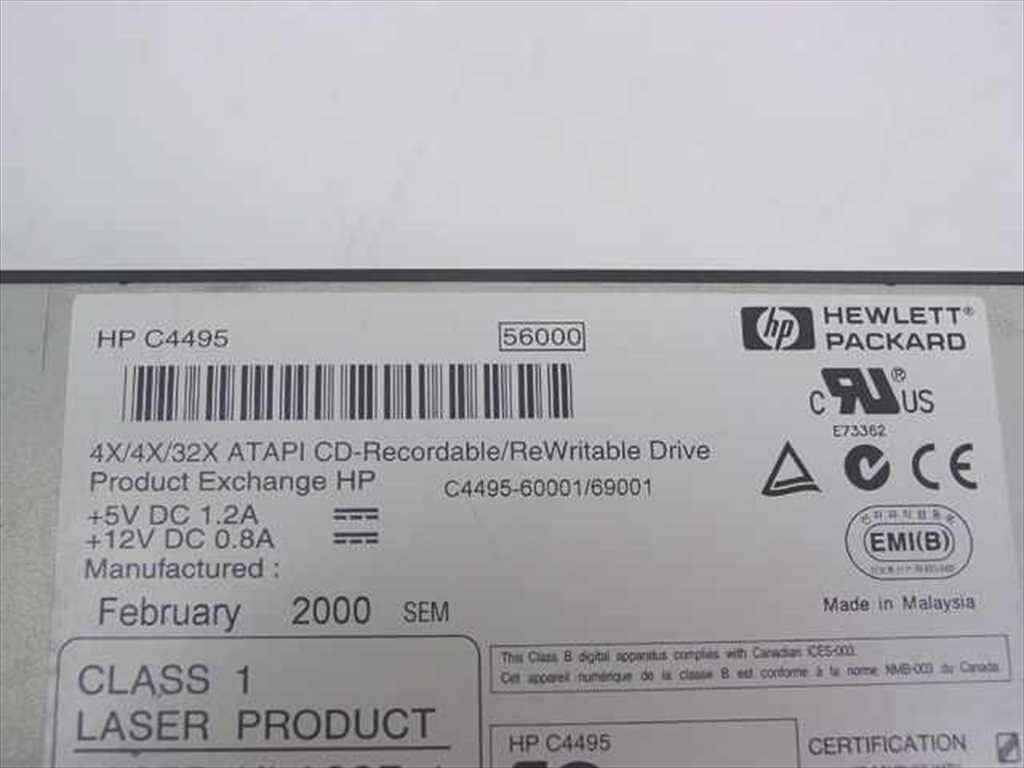 HP C4495
56000
hp HEWLETT®
PACKARD
C RU® US
E73362
4X/4X/32X ATAPI CD-Recordable/ReWritable Drive
Product Exchange HP C4495-60001/69001
+5V DC 1.2A
+12V DC 0.8A
CE
EMI(B)
Manufactured :
February 2000 SEM
Made in Malaysia
This Class B digital apparatus complies with Canadian ICES-003.
Cet appareil numérique de la classe B est conforme à la norme NMB-003 du Canada.
CLASS 1
LASER PRODUCT
HP C4495
CERTIFICATION